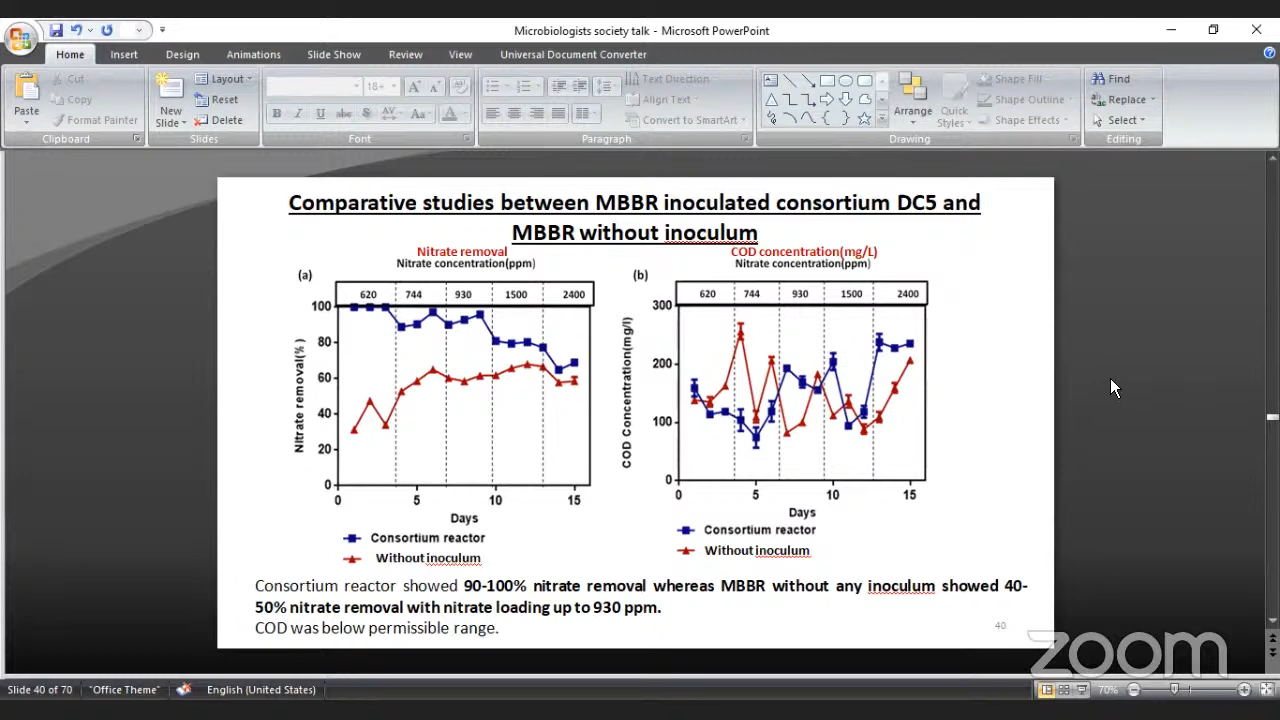 Microbiologists society talk - Microsoft PowerPoint
Home Insert Design Animations Slide Show Review View Universal Document Converter
Paste Cut Copy Format Painter
New Slide Layout Reset Delete
18
Text Direction Align Text Convert to SmartArt
Arrange Quick Styles Shape Fill Shape Outline Shape Effects
Find Replace Select
Clipboard Slides Font Paragraph Drawing Editing
Comparative studies between MBBR inoculated consortium DC5 and
MBBR without inoculum
Nitrate removal
Nitrate concentration(ppm)
(a)
620 744 930 1500 2400
Nitrate removal(%)
100
80
60
40
20
0
0 5 10 15
Days
Consortium reactor
Without inoculum
COD concentration(mg/L)
Nitrate concentration(ppm)
(b)
620 744 930 1500 2400
COD Concentration(mg/l)
300
200
100
0
0 5 10 15
Days
Consortium reactor
Without inoculum
Consortium reactor showed 90-100% nitrate removal whereas MBBR without any inoculum showed 40-
50% nitrate removal with nitrate loading up to 930 ppm.
COD was below permissible range.
40
zoom
Slide 40 of 70 "Office Theme" English (United States) 70%